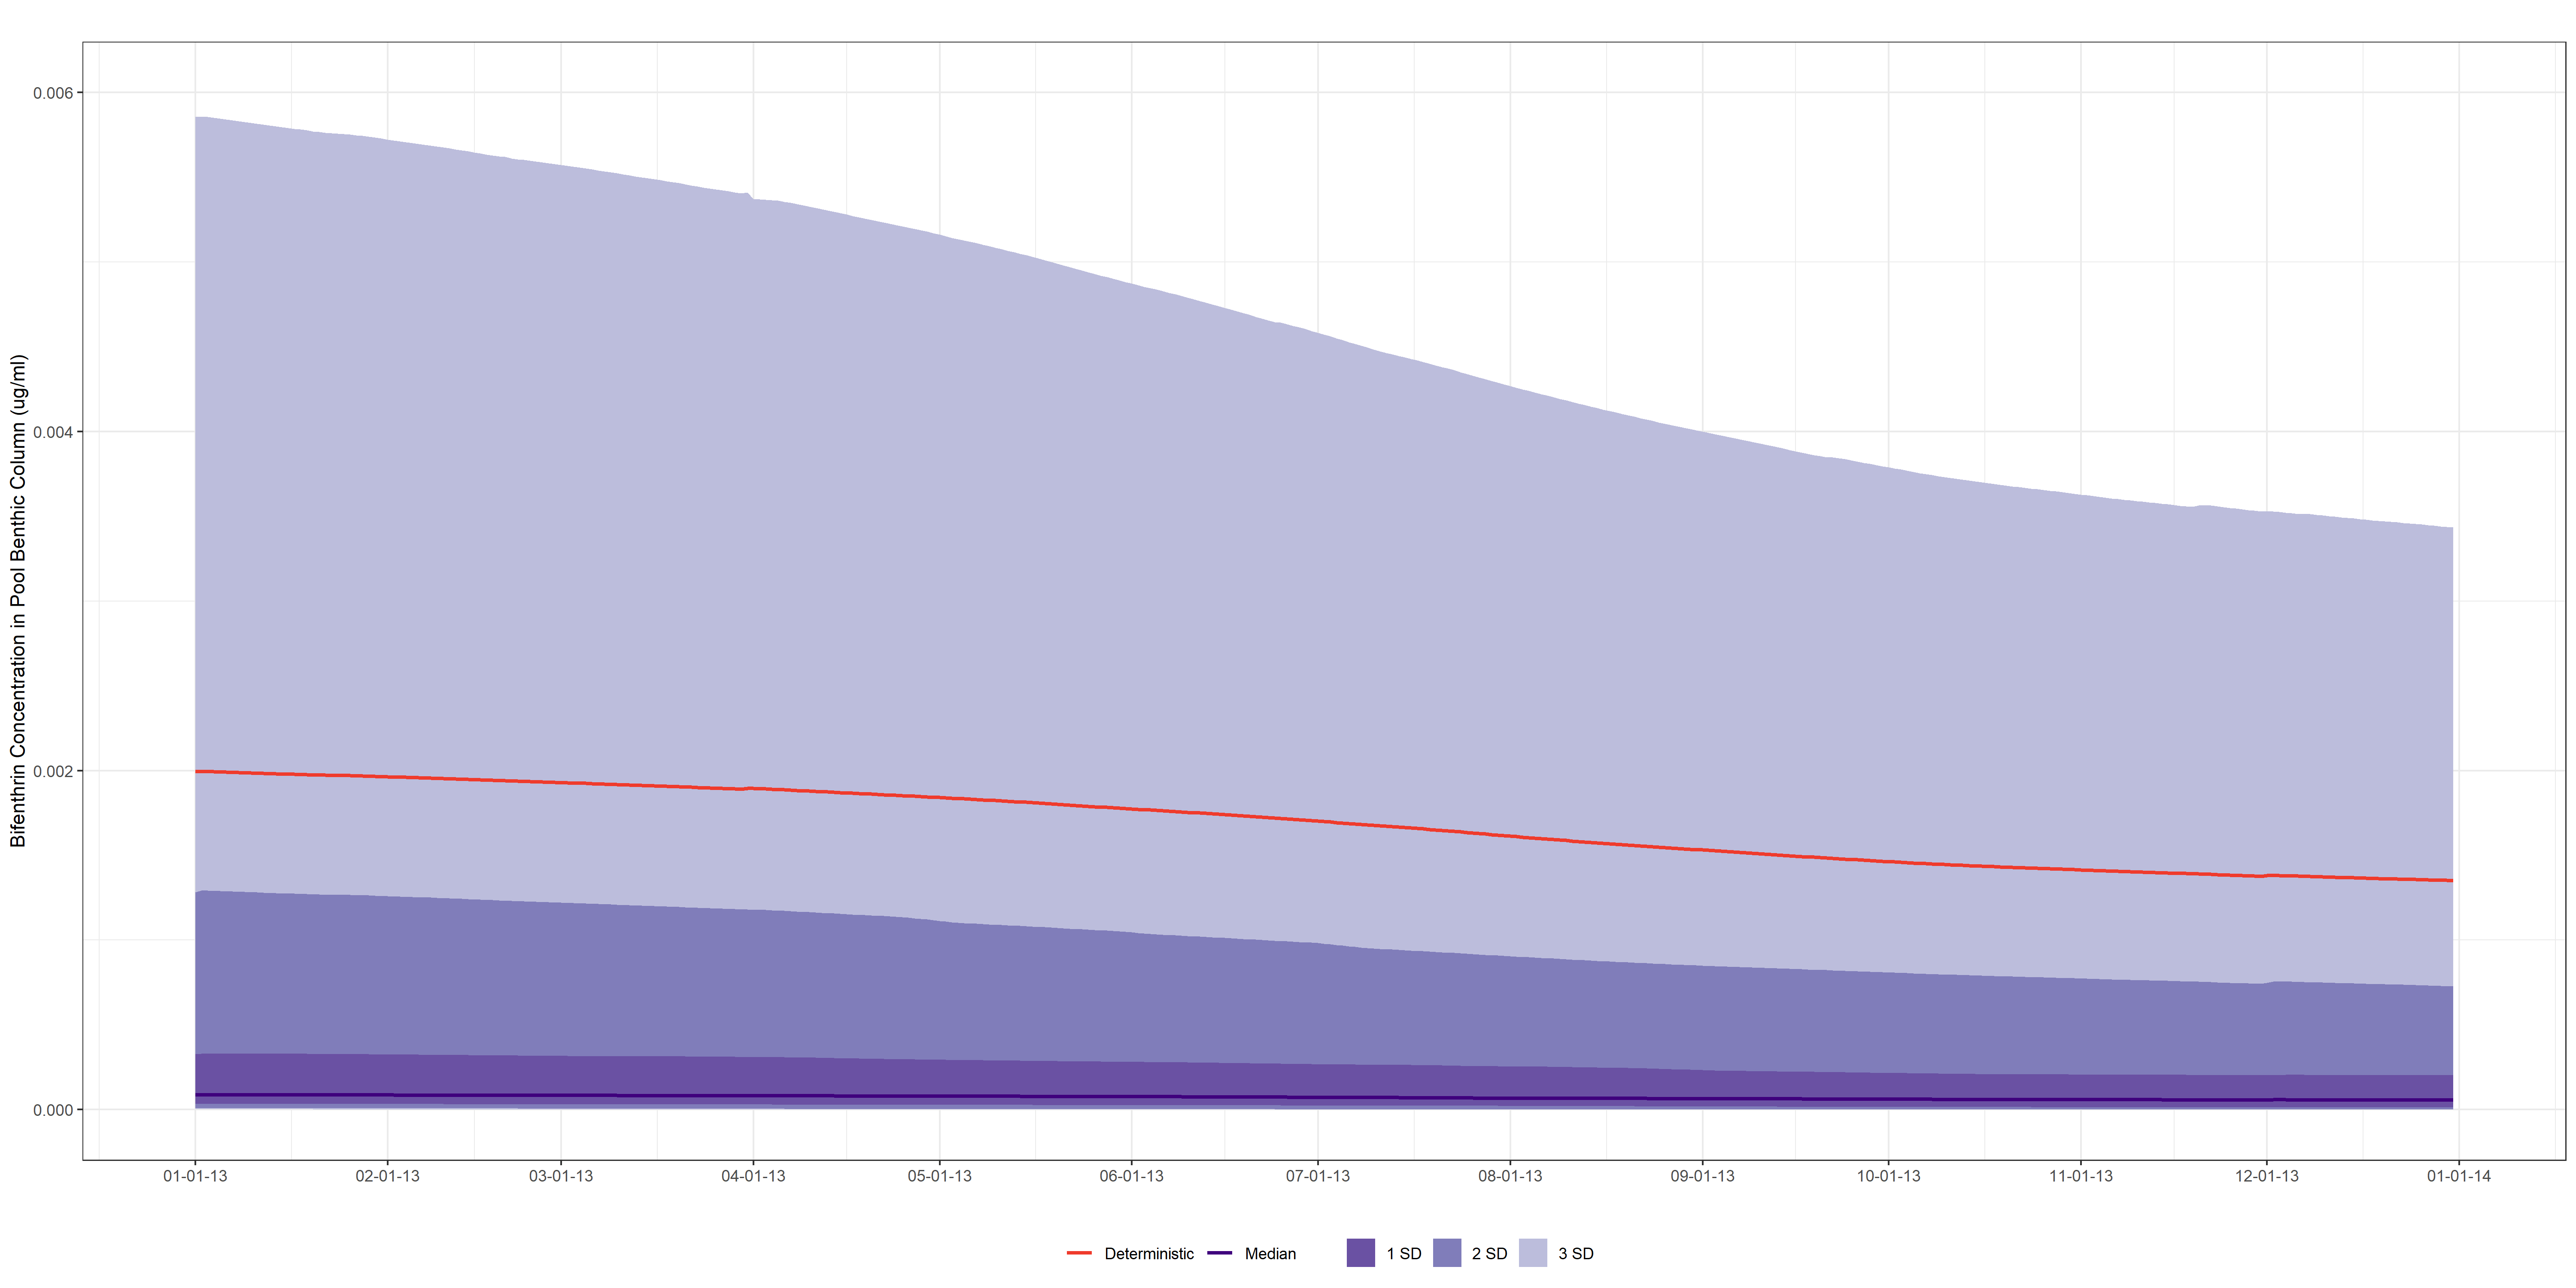 Bifenthrin Concentration in Pool Benthic Column (ug/ml)
0.006
0.004
0.002
0.000
01-01-13 02-01-13 03-01-13 04-01-13 05-01-13 06-01-13 07-01-13 08-01-13 09-01-13 10-01-13 11-01-13 12-01-13 01-01-14
Deterministic Median 1 SD 2 SD 3 SD